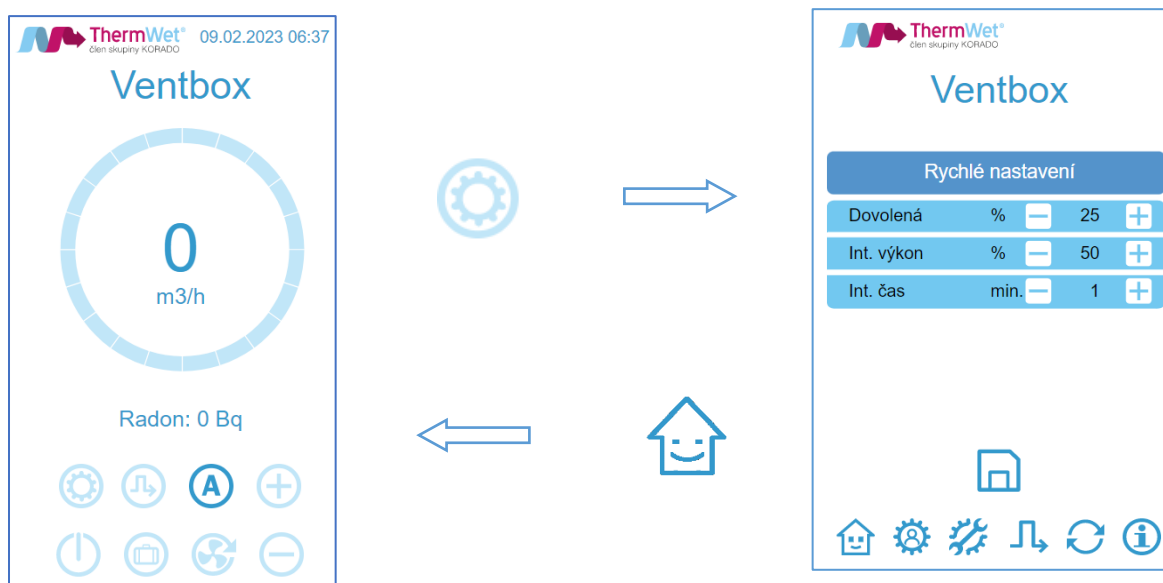 ThermWet®
člen skupiny KORADO
09.02.2023 06:37
Ventbox
0
m3/h
Radon: 0 Bq
A
ThermWet®
člen skupiny KORADO
Ventbox
Rychlé nastavení
Dovolená % 25
Int. výkon % 50
Int. čas min. 1